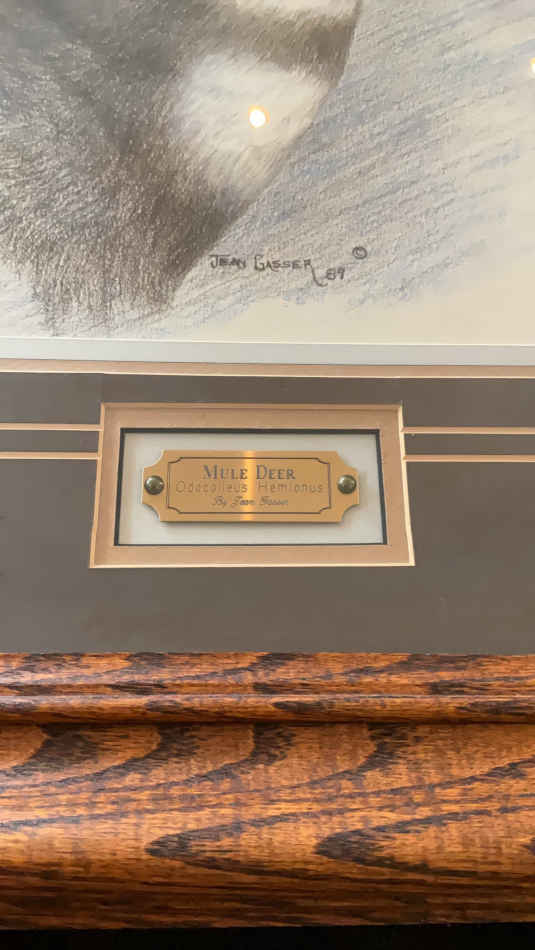 JEAN GASSER 89 ©
MULE DEER
Odocoileus Hemionus
By Jean Gasser